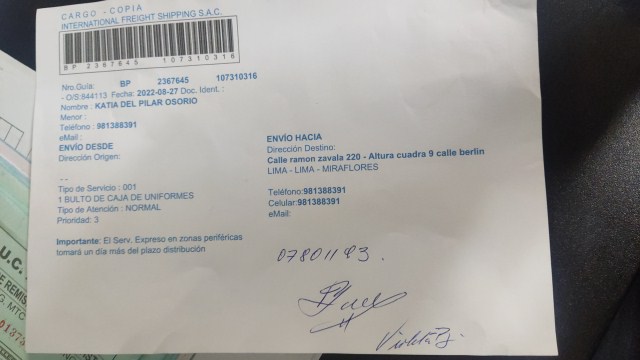 CARGO - COPIA
INTERNATIONAL FREIGHT SHIPPING S.A.C.
BP 2367645 107310316
Nro.Guía: BP 2367645 107310316
- O/S:844113 Fecha: 2022-08-27 Doc. Ident. :
Nombre : KATIA DEL PILAR OSORIO
Menor :
Teléfono : 981388391
eMail :
ENVÍO DESDE
Dirección Origen:
--
Tipo de Servicio : 001
1 BULTO DE CAJA DE UNIFORMES
Tipo de Atención : NORMAL
Prioridad: 3
Importante: El Serv. Expreso en zonas periféricas
tomará un día más del plazo distribución
ENVÍO HACIA
Dirección Destino:
Calle ramon zavala 220 - Altura cuadra 9 calle berlin
LIMA - LIMA - MIRAFLORES
Teléfono:981388391
Celular:981388391
eMail:
07801193.
U.C.
MTC